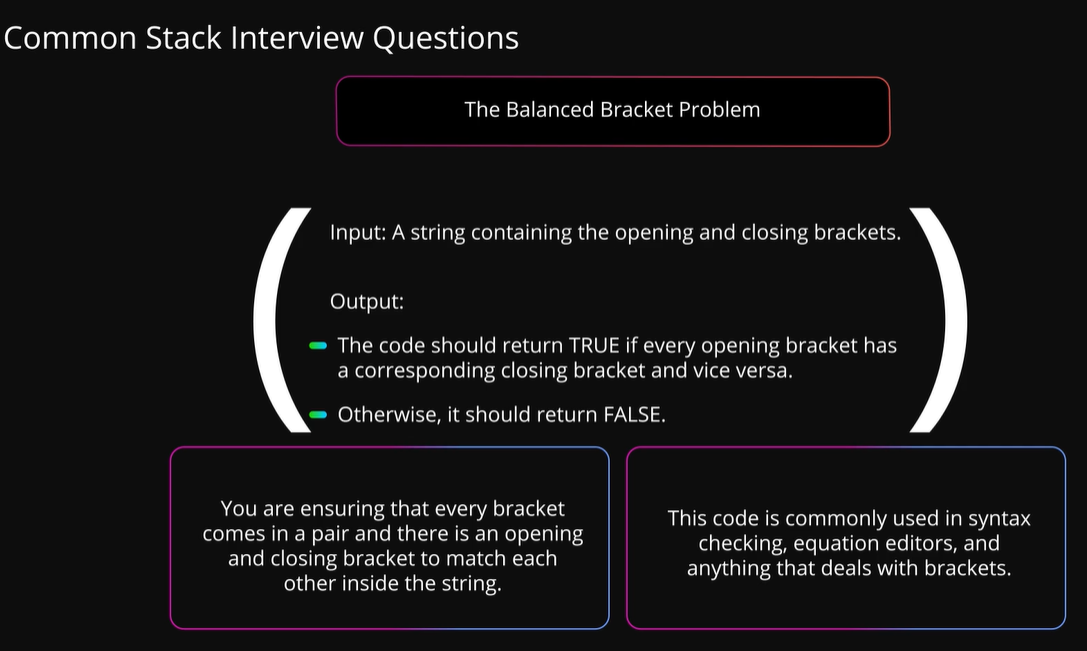 Common Stack Interview Questions
The Balanced Bracket Problem
Input: A string containing the opening and closing brackets.
Output:
The code should return TRUE if every opening bracket has
a corresponding closing bracket and vice versa.
Otherwise, it should return FALSE.
You are ensuring that every bracket
comes in a pair and there is an opening
and closing bracket to match each
other inside the string.
This code is commonly used in syntax
checking, equation editors, and
anything that deals with brackets.